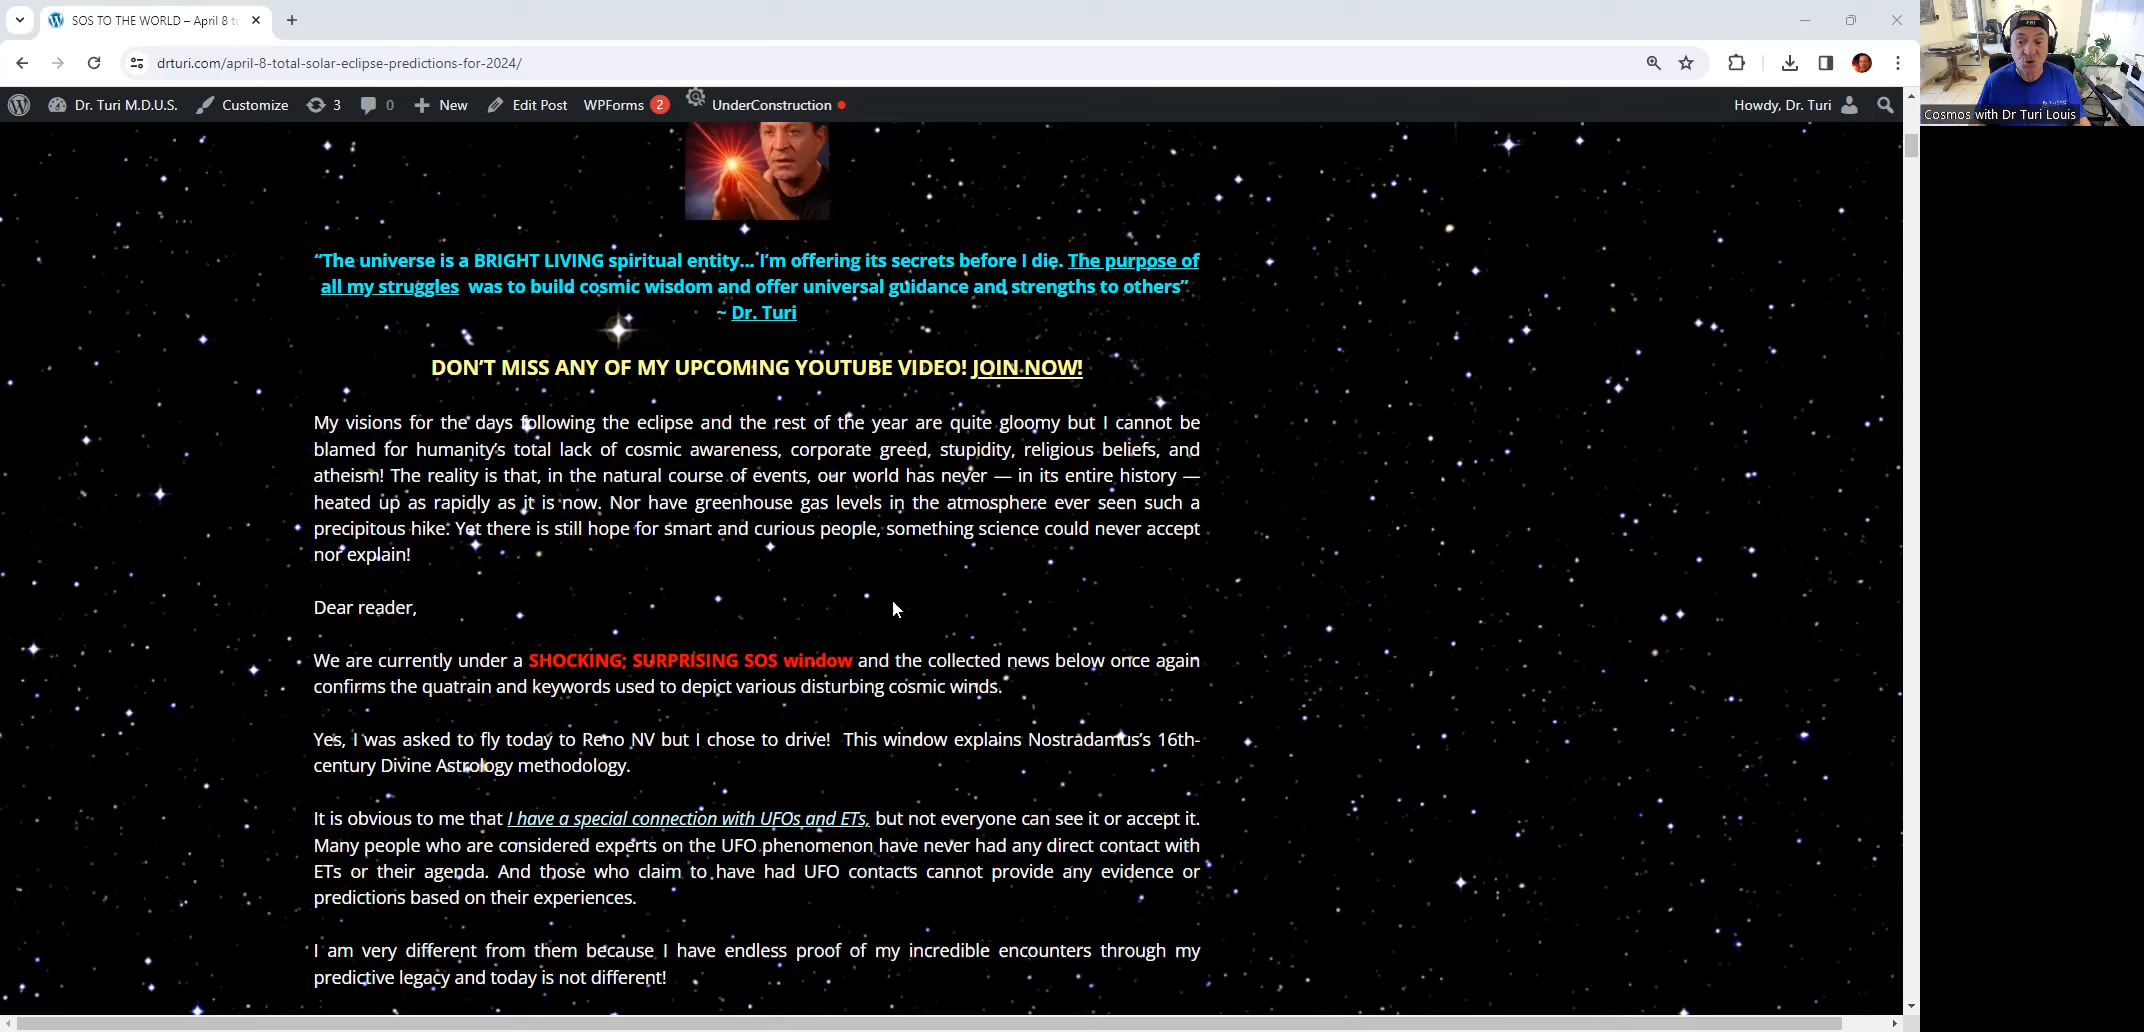 SOS TO THE WORLD – April 8 t
drturi.com/april-8-total-solar-eclipse-predictions-for-2024/
Dr. Turi M.D.U.S. Customize 3 0 New Edit Post WPForms 2 UnderConstruction Howdy, Dr. Turi
Cosmos with Dr Turi Louis
“The universe is a BRIGHT LIVING spiritual entity... I’m offering its secrets before I die. The purpose of
all my struggles was to build cosmic wisdom and offer universal guidance and strengths to others”
~ Dr. Turi
DON’T MISS ANY OF MY UPCOMING YOUTUBE VIDEO! JOIN NOW!
My visions for the days following the eclipse and the rest of the year are quite gloomy but I cannot be
blamed for humanity’s total lack of cosmic awareness, corporate greed, stupidity, religious beliefs, and
atheism! The reality is that, in the natural course of events, our world has never — in its entire history —
heated up as rapidly as it is now. Nor have greenhouse gas levels in the atmosphere ever seen such a
precipitous hike. Yet there is still hope for smart and curious people, something science could never accept
nor explain!
Dear reader,
We are currently under a SHOCKING; SURPRISING SOS window and the collected news below once again
confirms the quatrain and keywords used to depict various disturbing cosmic winds.
Yes, I was asked to fly today to Reno NV but I chose to drive! This window explains Nostradamus’s 16th-
century Divine Astrology methodology.
It is obvious to me that I have a special connection with UFOs and ETs, but not everyone can see it or accept it.
Many people who are considered experts on the UFO phenomenon have never had any direct contact with
ETs or their agenda. And those who claim to have had UFO contacts cannot provide any evidence or
predictions based on their experiences.
I am very different from them because I have endless proof of my incredible encounters through my
predictive legacy and today is not different!